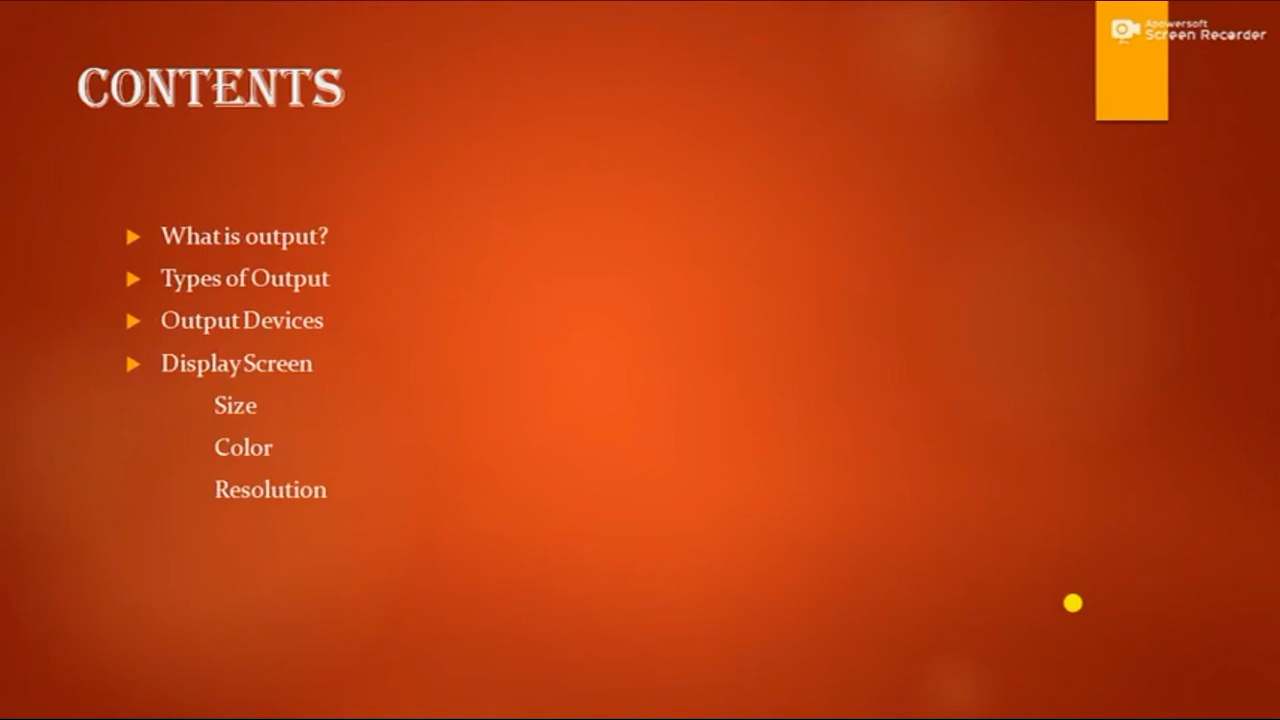 Apowersoft
Screen Recorder
CONTENTS
What is output?
Types of Output
Output Devices
Display Screen
Size
Color
Resolution